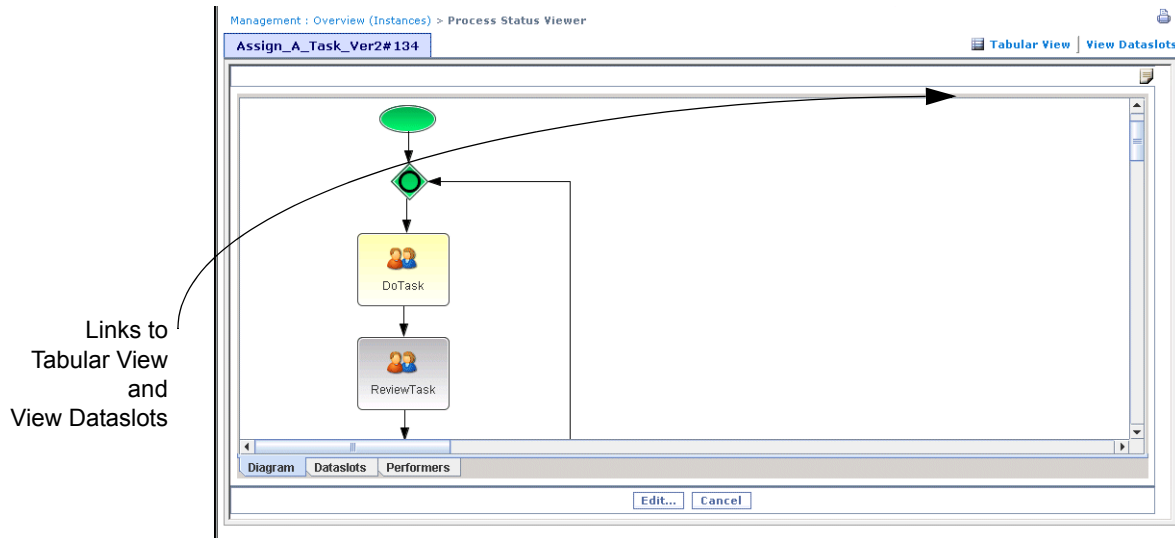 Management : Overview (Instances) > Process Status Viewer
Assign_A_Task_Ver2#134
Tabular View
View Dataslots
DoTask
ReviewTask
Links to
Tabular View
and
View Dataslots
Diagram
Dataslots
Performers
Edit...
Cancel